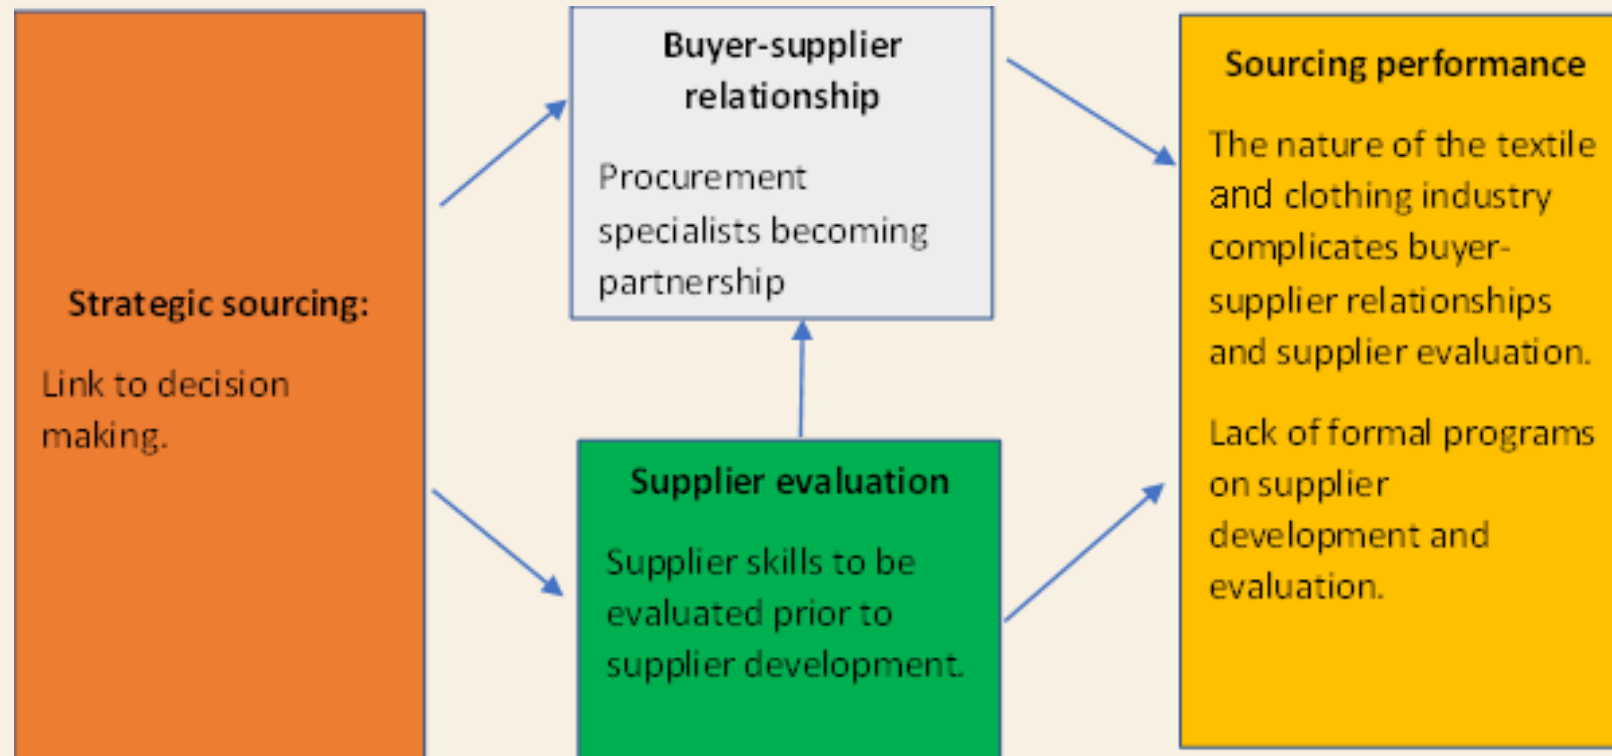 Strategic sourcing:
Link to decision
making.
Buyer-supplier
relationship
Procurement
specialists becoming
partnership
Supplier evaluation
Supplier skills to be
evaluated prior to
supplier development.
Sourcing performance
The nature of the textile
and clothing industry
complicates buyer-
supplier relationships
and supplier evaluation.
Lack of formal programs
on supplier
development and
evaluation.